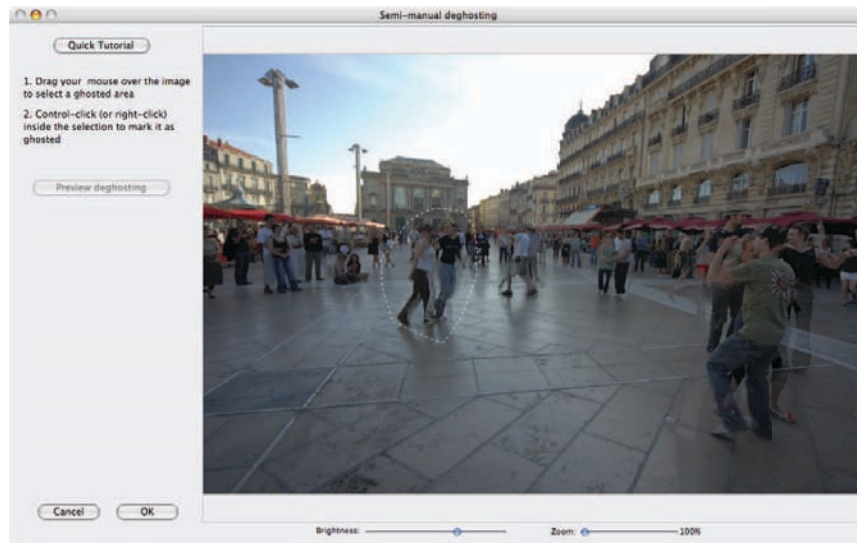 Semi-manual deghosting
Quick Tutorial
1. Drag your mouse over the image
to select a ghosted area
2. Control-click (or right-click)
inside the selection to mark it as
ghosted
Preview deghosting
Cancel
OK
Brightness:
Zoom:
100%